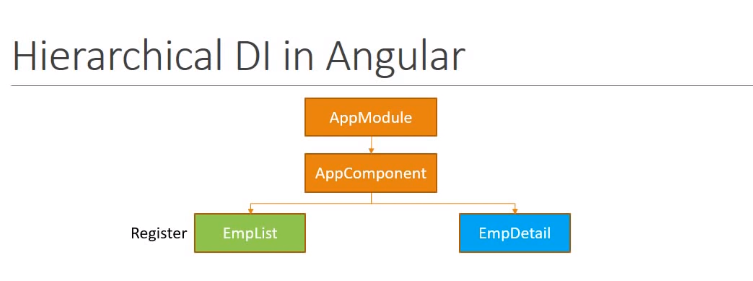 Hierarchical DI in Angular
AppModule
AppComponent
Register
EmpList
EmpDetail